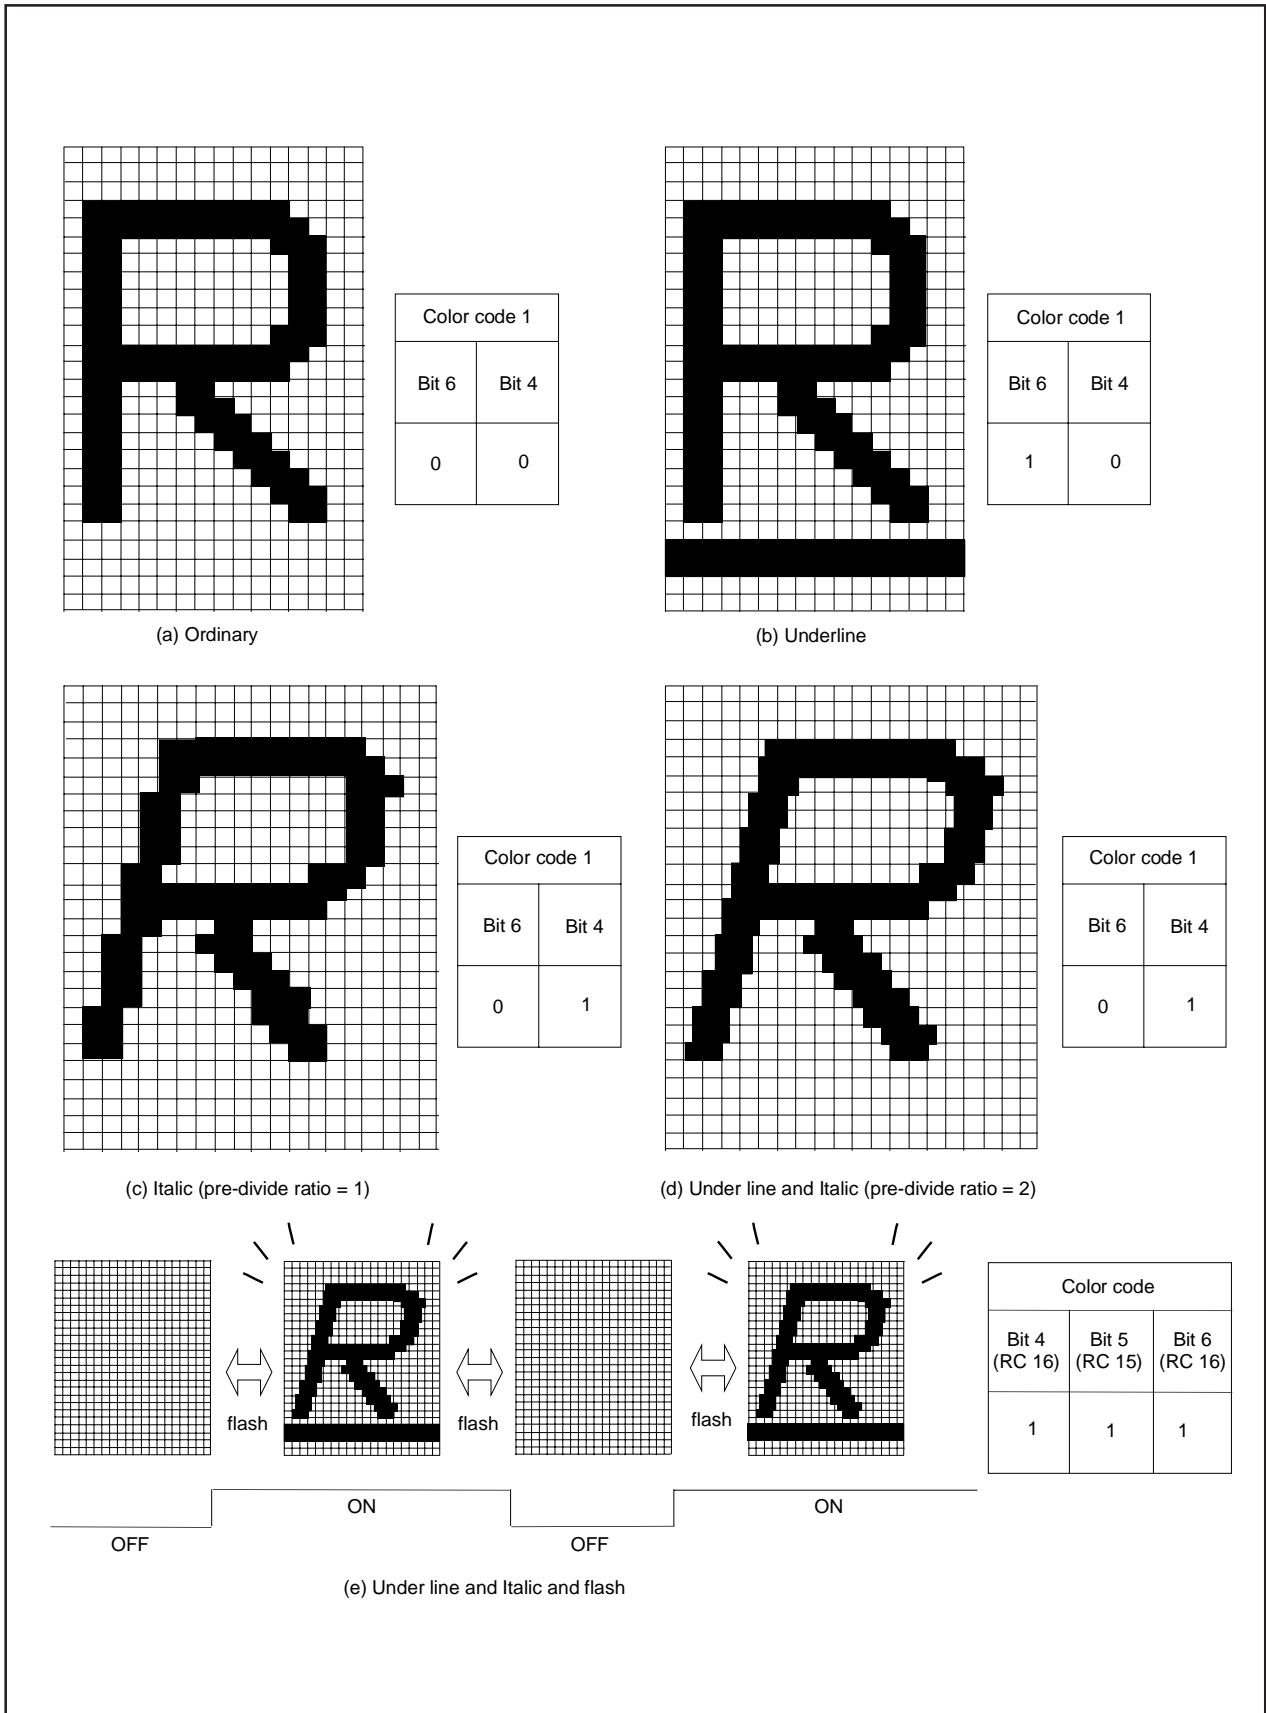 Color code 1
Bit 6 Bit 4
0 0
(a) Ordinary
Color code 1
Bit 6 Bit 4
1 0
(b) Underline
Color code 1
Bit 6 Bit 4
0 1
(c) Italic (pre-divide ratio = 1)
Color code 1
Bit 6 Bit 4
0 1
(d) Under line and Italic (pre-divide ratio = 2)
flash
flash
flash
Color code
Bit 4 Bit 5 Bit 6
(RC 16) (RC 15) (RC 16)
1 1 1
OFF
ON
OFF
ON
(e) Under line and Italic and flash